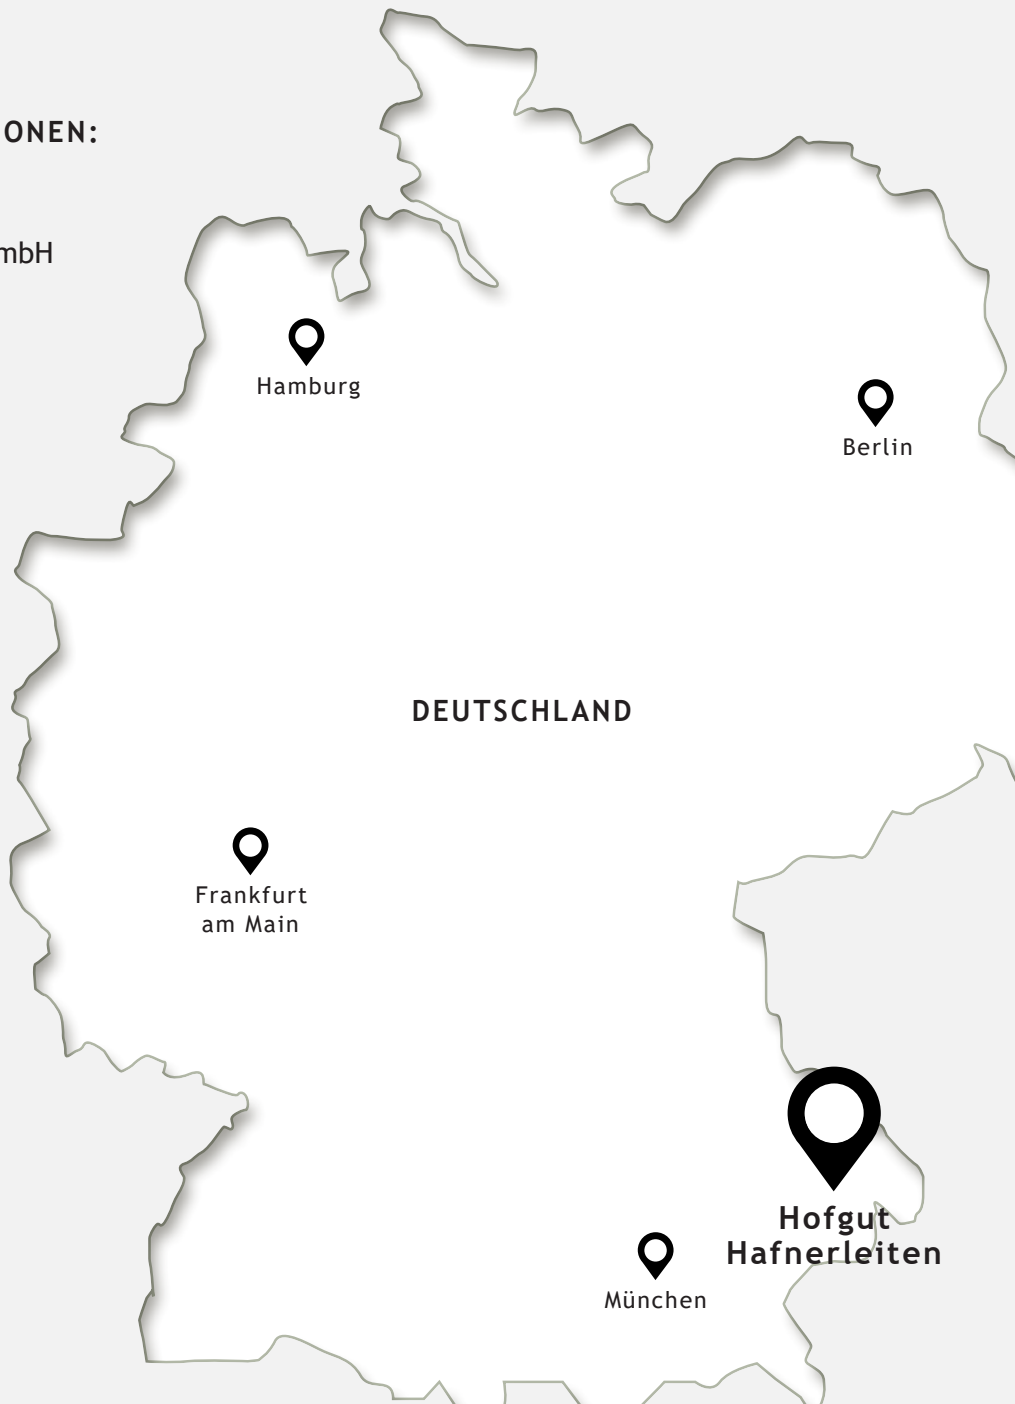 ONEN:
mbH
Hamburg
Berlin
DEUTSCHLAND
Frankfurt
am Main
Hofgut
Hafnerleiten
München